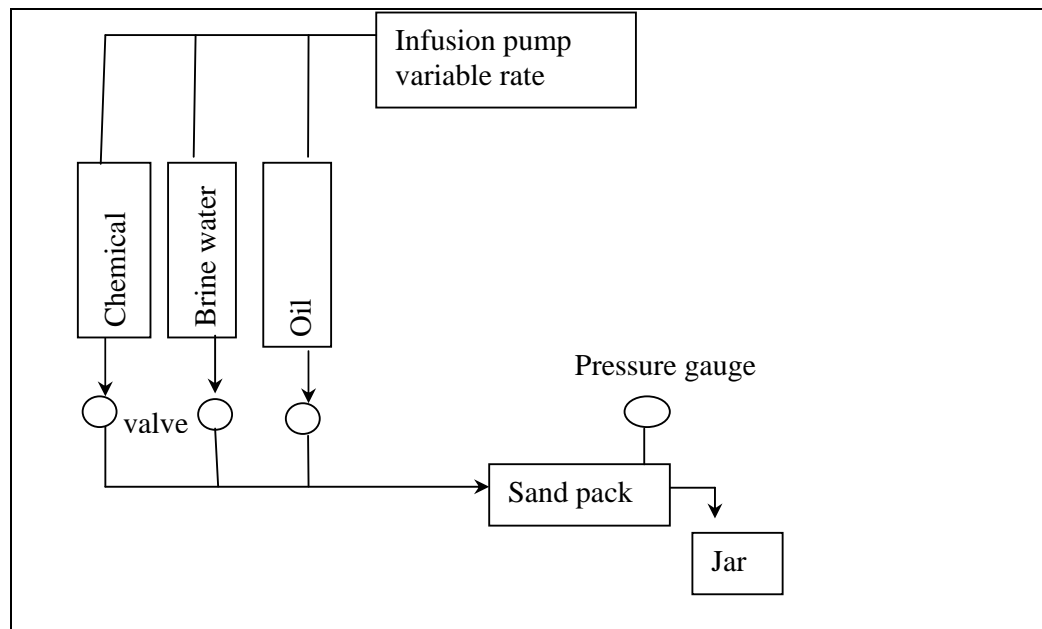 Infusion pump
variable rate
Chemical
Brine water
Oil
Pressure gauge
valve
Sand pack
Jar